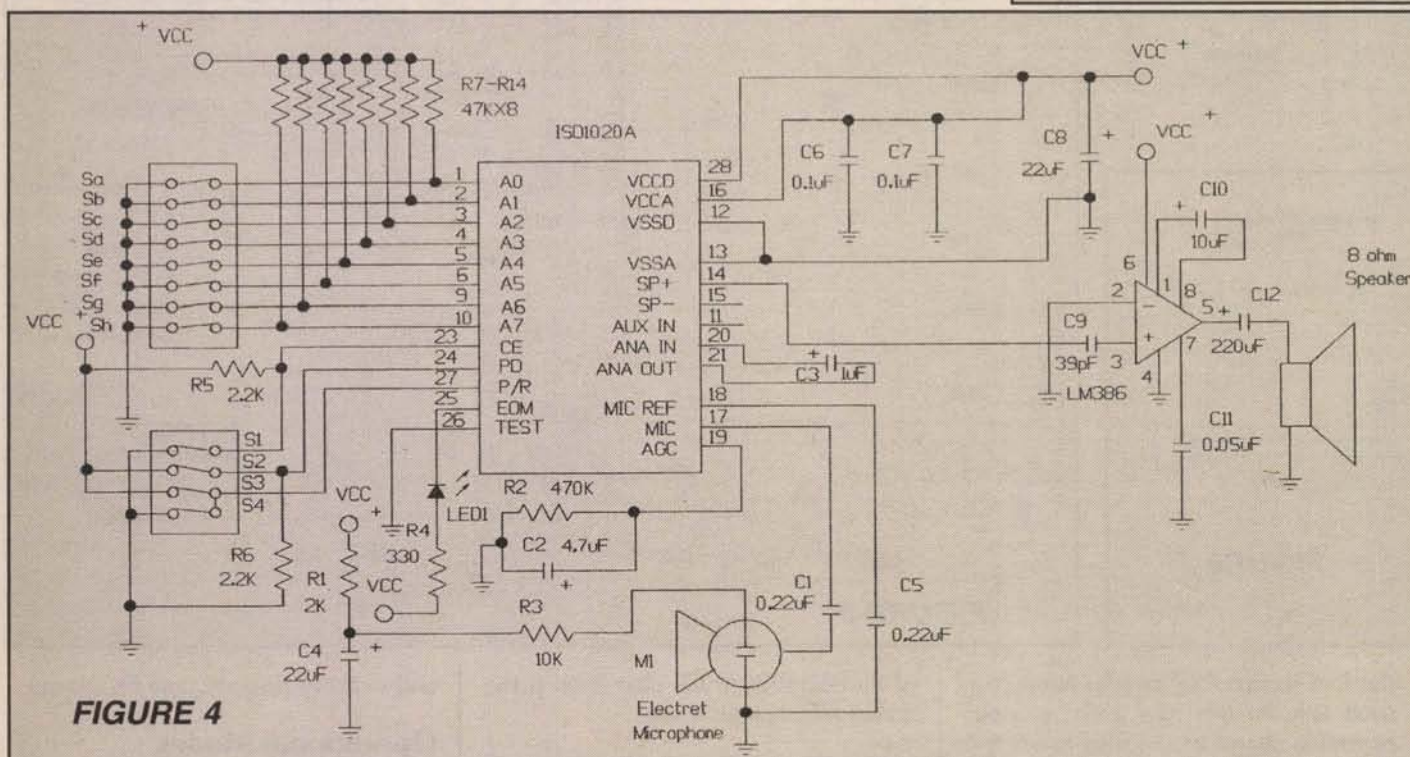 + VCC
R7-R14
47KX8
ISD1020A
VCC +
VCC +
C6
0.1uF
C7
0.1uF
C8
+
22uF
C10
+
10uF
Sa
Sb
Sc
Sd
Se
Sf
Sg
Sh
1
2
3
4
5
6
9
10
23
24
27
25
26
A0
A1
A2
A3
A4
A5
A6
A7
CE
PD
P/R
EOM
TEST
VCCD
VCCA
VSSD
VSSA
SP+
SP-
AUX IN
ANA IN
ANA OUT
MIC REF
MIC
AGC
28
16
12
13
14
15
11
20
21
18
17
19
VCC +
R5
2.2K
S1
S2
S3
S4
R6
2.2K
VCC
+
R1
2K
C4
+
22uF
LED1
R4
330
VCC
R2 470K
C2 4.7uF
+
R3
10K
M1
Electret
Microphone
C1
0.22uF
C5
0.22uF
+
C3 1uF
C9
39pF
6
1
8
2
-
+
3
4
5 +
7
LM386
C12
220uF
C11
0.05uF
8 ohm
Speaker
FIGURE 4